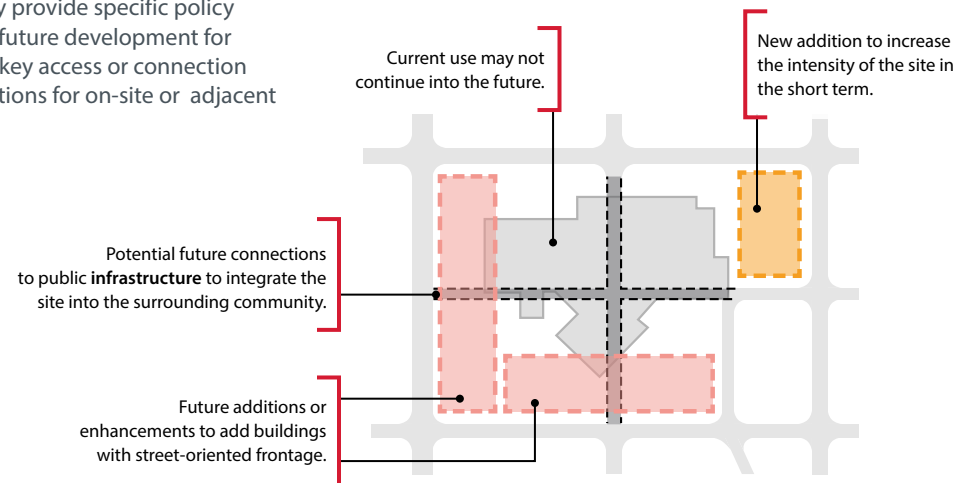 y provide specific policy
future development for
key access or connection
tions for on-site or adjacent
Current use may not
continue into the future.
New addition to increase
the intensity of the site in
the short term.
Potential future connections
to public infrastructure to integrate the
site into the surrounding community.
Future additions or
enhancements to add buildings
with street-oriented frontage.